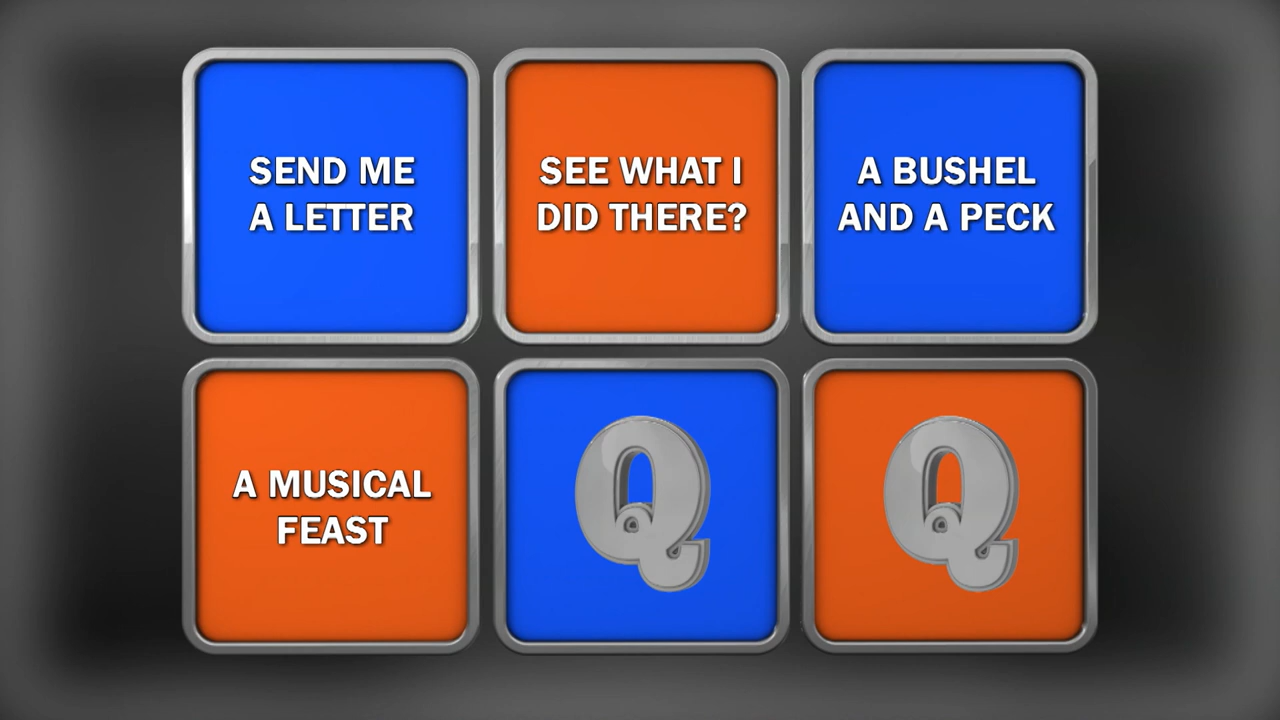 SEND ME
A LETTER
SEE WHAT I
DID THERE?
A BUSHEL
AND A PECK
A MUSICAL
FEAST
Q
Q